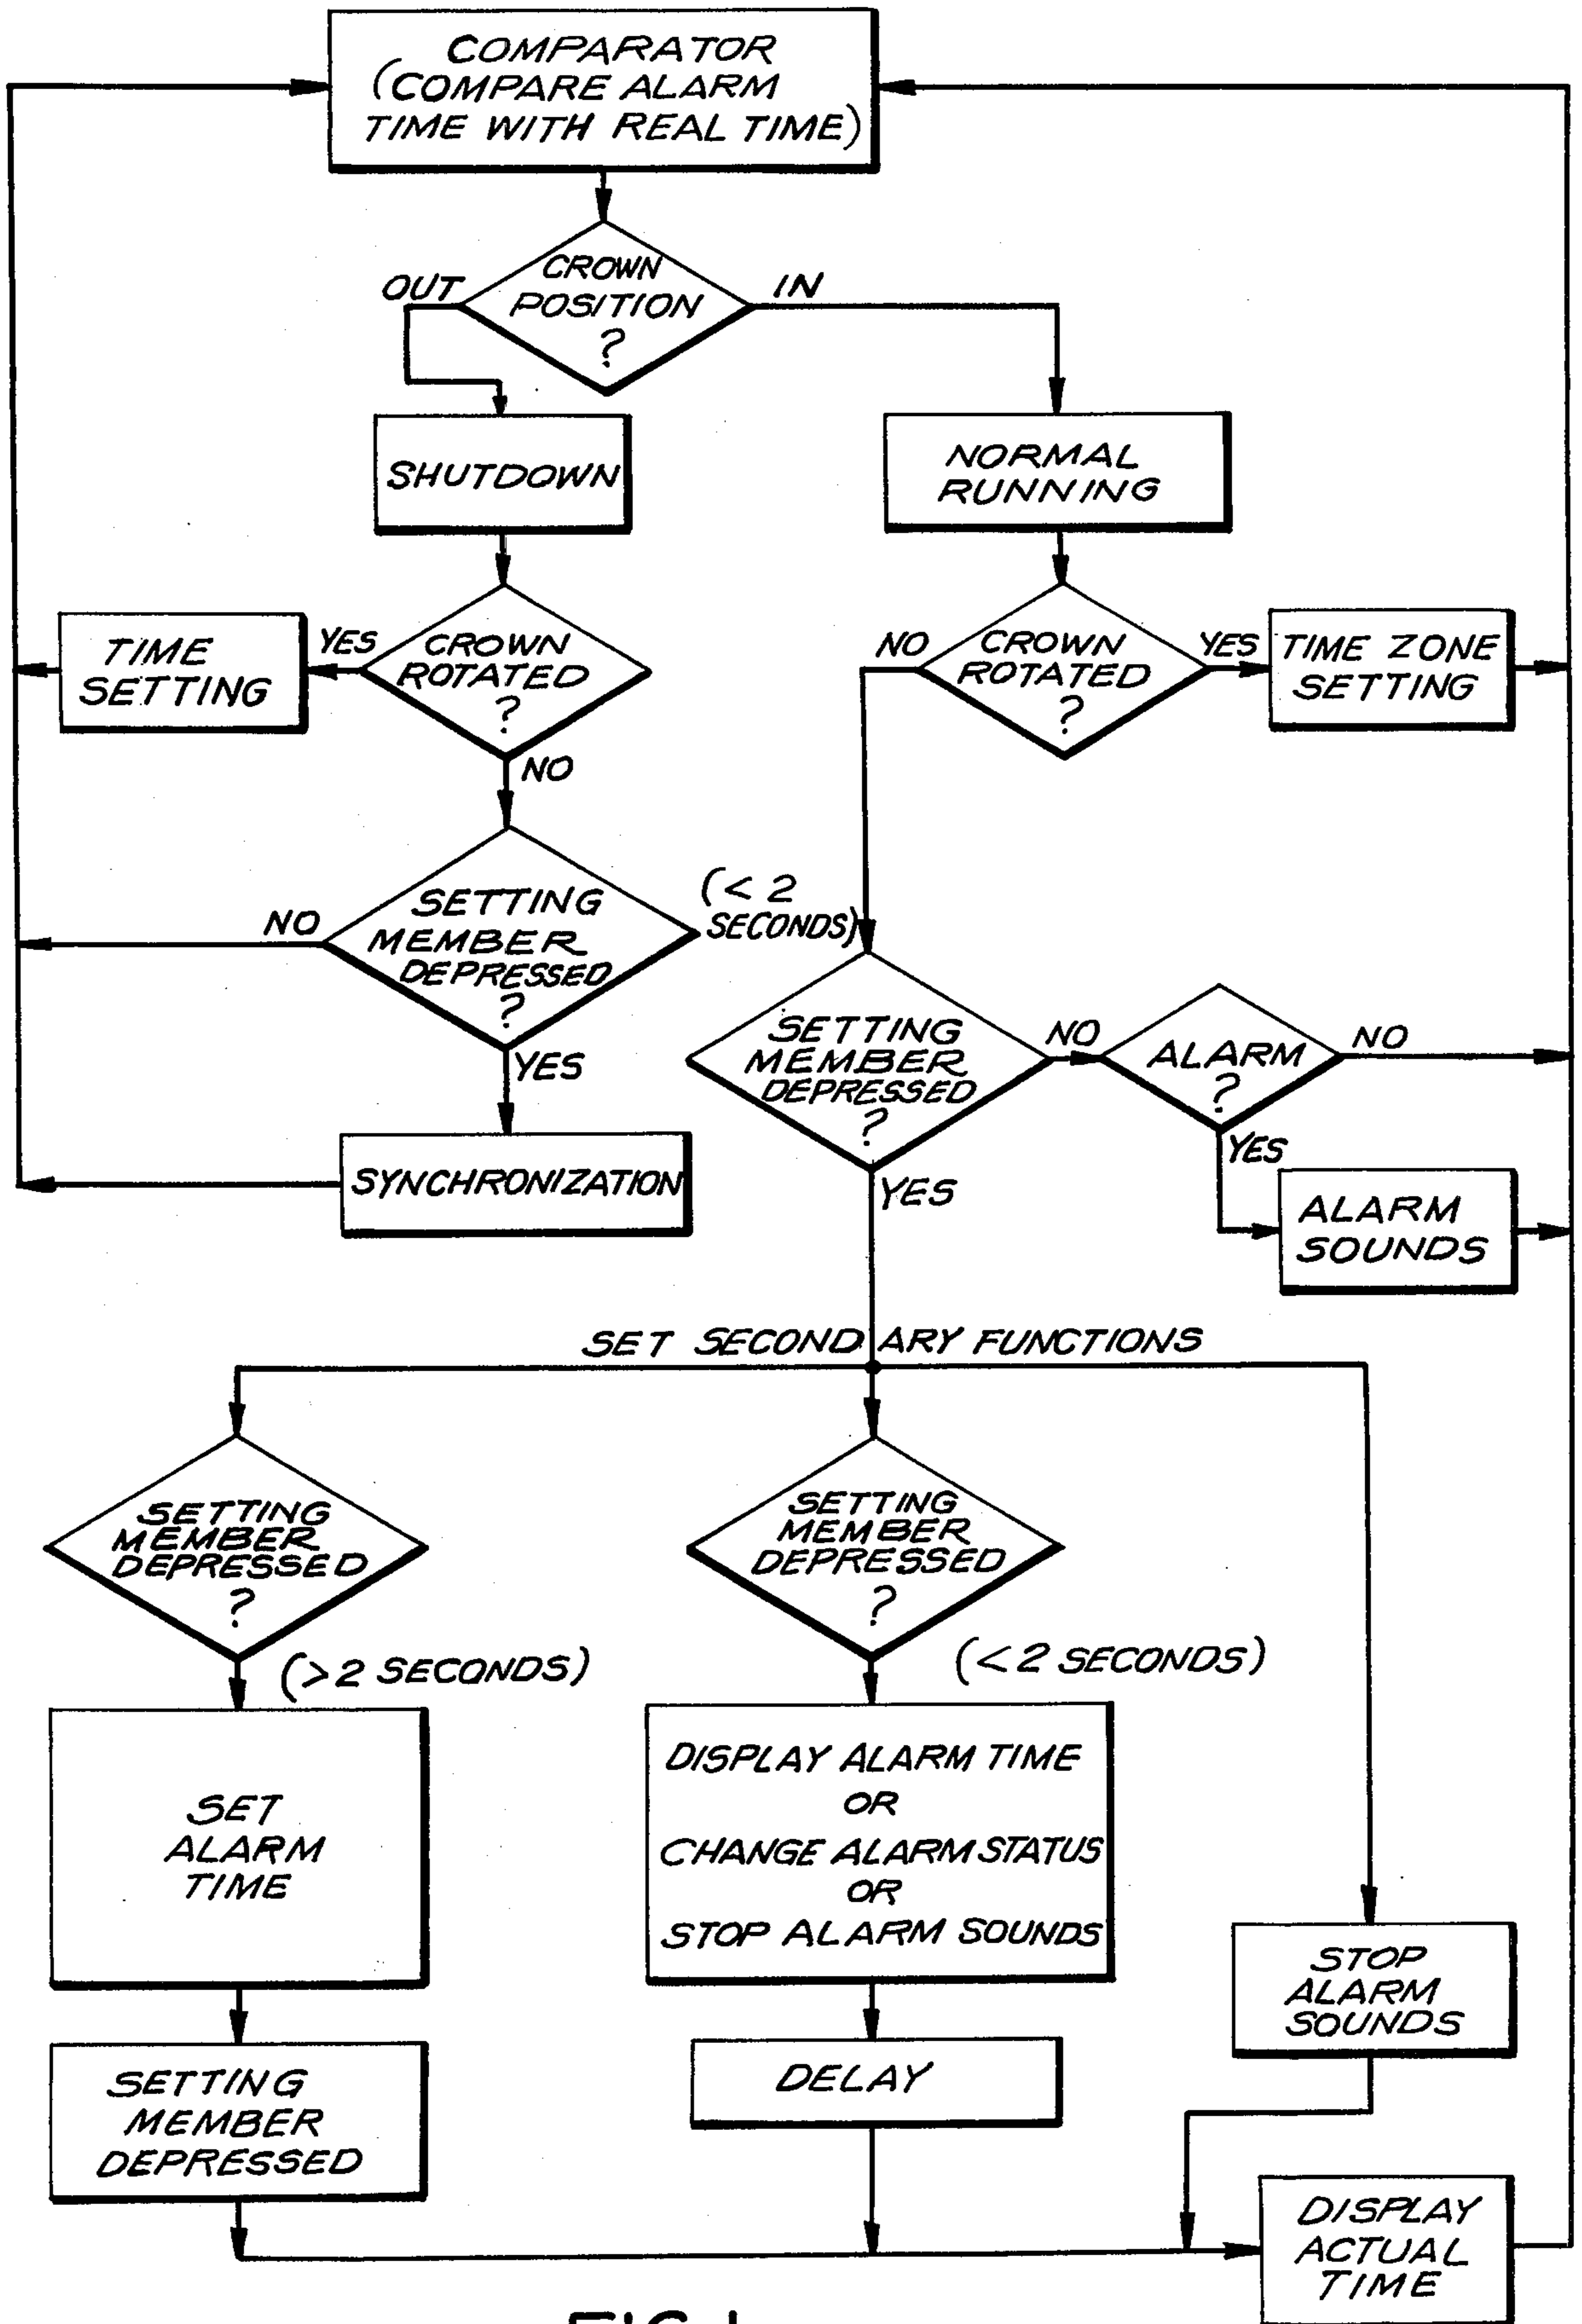 COMPARATOR
(COMPARE ALARM
TIME WITH REAL TIME)
OUT
CROWN
POSITION
?
IN
SHUTDOWN
NORMAL
RUNNING
TIME
SETTING
YES
CROWN
ROTATED
?
NO
NO
CROWN
ROTATED
?
YES
TIME ZONE
SETTING
NO
SETTING
MEMBER
DEPRESSED
?
(< 2
SECONDS)
YES
SYNCHRONIZATION
SETTING
MEMBER
DEPRESSED
?
NO
ALARM
?
NO
YES
YES
ALARM
SOUNDS
SET SECONDARY FUNCTIONS
SETTING
MEMBER
DEPRESSED
?
(> 2 SECONDS)
SETTING
MEMBER
DEPRESSED
?
(< 2 SECONDS)
SET
ALARM
TIME
DISPLAY ALARM TIME
OR
CHANGE ALARM STATUS
OR
STOP ALARM SOUNDS
STOP
ALARM
SOUNDS
SETTING
MEMBER
DEPRESSED
DELAY
DISPLAY
ACTUAL
TIME